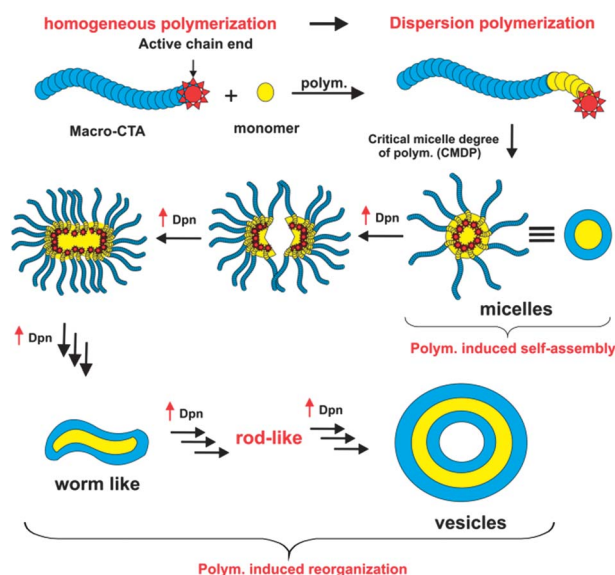 homogeneous polymerization
Dispersion polymerization
Active chain end
+
polym.
Macro-CTA
monomer
Critical micelle degree
of polym. (CMDP)
Dpn
Dpn
micelles
Polym. induced self-assembly
Dpn
Dpn
Dpn
rod-like
worm like
vesicles
Polym. induced reorganization